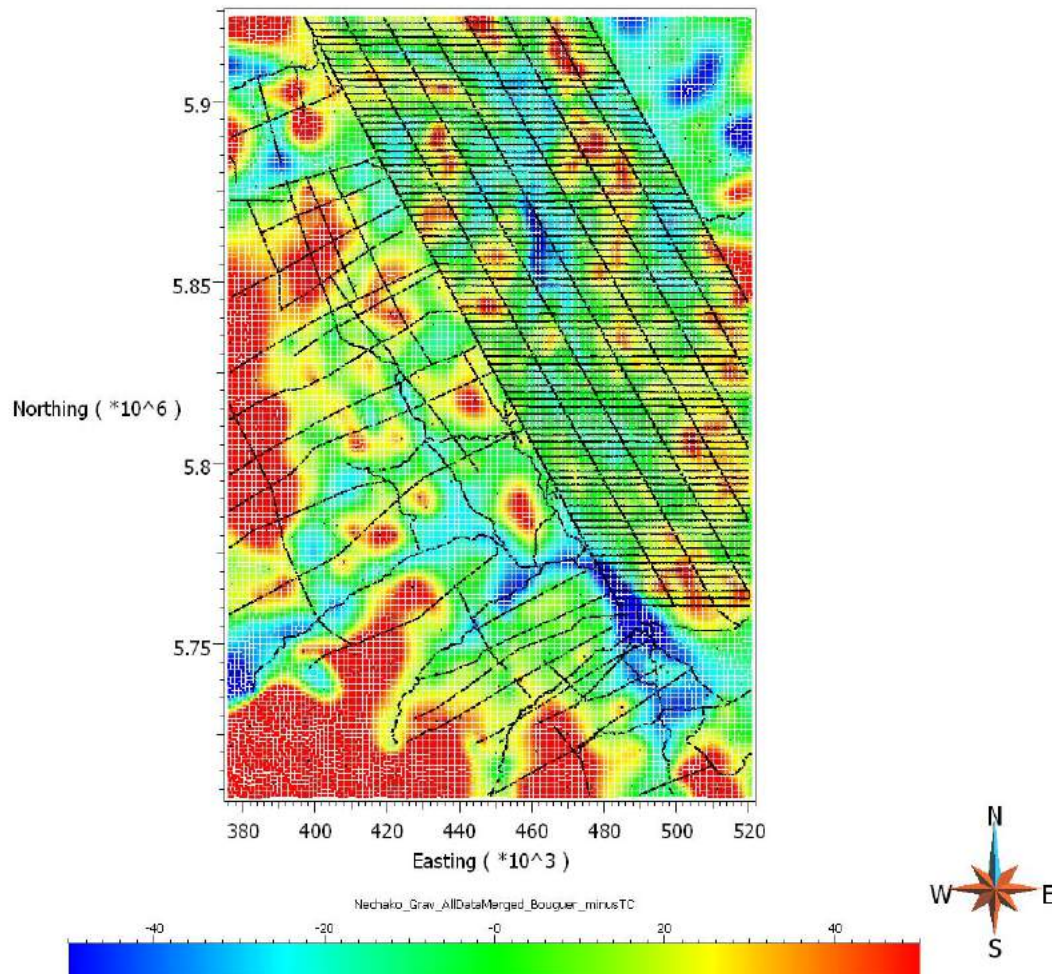 5.9
5.85
Northing ( *10^6 )
5.8
5.75
380 400 420 440 460 480 500 520
Easting ( *10^3 )
N
W E
S
Nechako_Grav_AllDataMerged_Bouguer_minusTC
-40 -20 -0 20 40